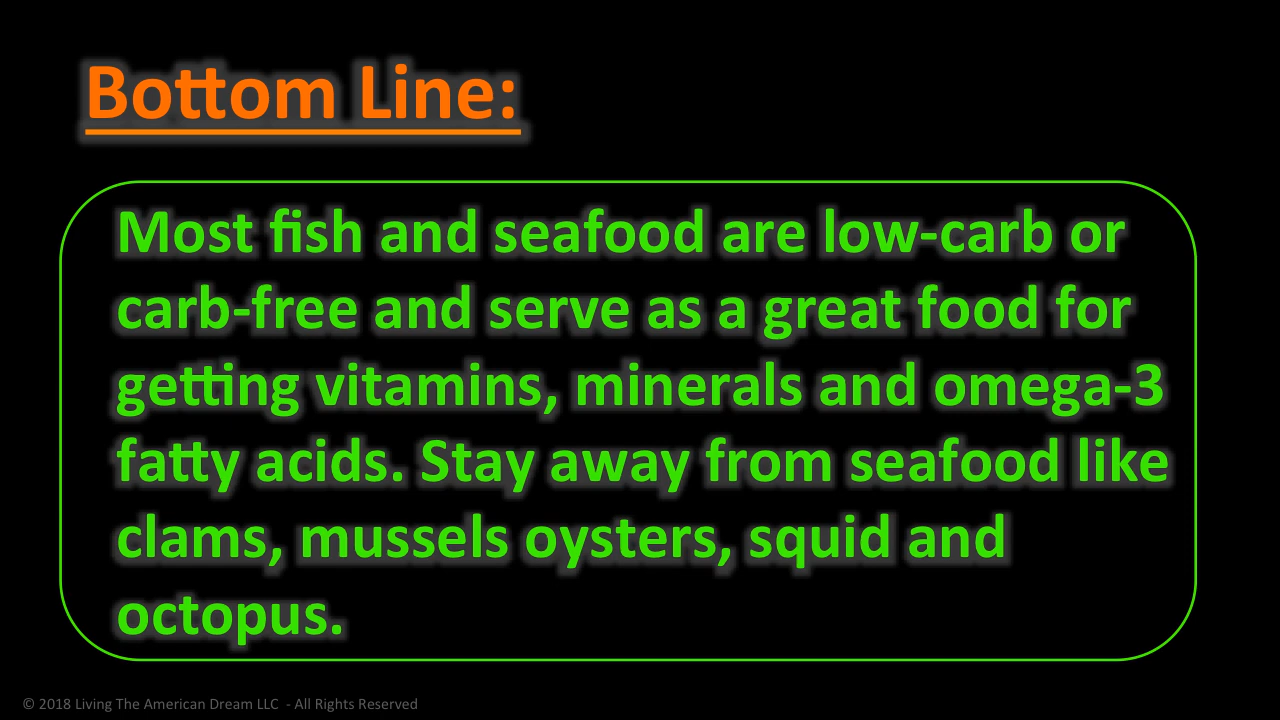 Bottom Line:
Most fish and seafood are low-carb or
carb-free and serve as a great food for
getting vitamins, minerals and omega-3
fatty acids. Stay away from seafood like
clams, mussels oysters, squid and
octopus.
© 2018 Living The American Dream LLC  - All Rights Reserved